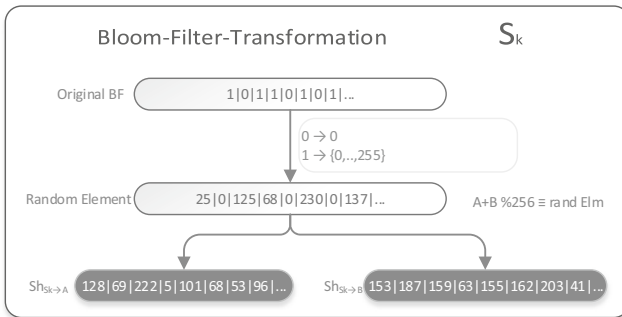 Bloom-Filter-Transformation Sk
Original BF 1|0|1|1|0|1|0|1|...
0 → 0
1 → {0,..,255}
Random Element 25|0|125|68|0|230|0|137|... A+B %256 ≡ rand Elm
Sh5k→A 128|69|222|5|101|68|53|96|... Sh5k→B 153|187|159|63|155|162|203|41|...